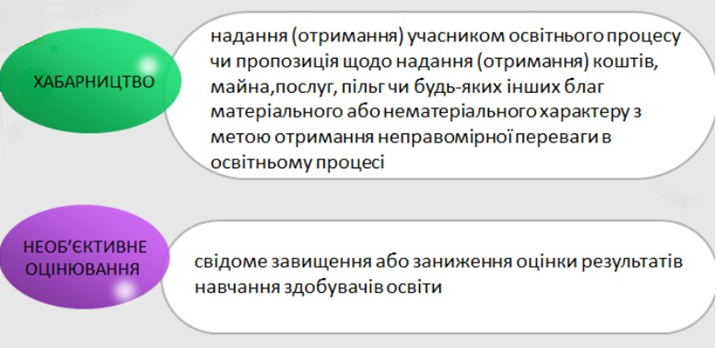 ХАБАРНИЦТВО
надання (отримання) учасником освітнього процесу
чи пропозиція щодо надання (отримання) коштів,
майна,послуг, пільг чи будь-яких інших благ
матеріального або нематеріального характеру з
метою отримання неправомірної переваги в
освітньому процесі
НЕОБ’ЄКТИВНЕ
ОЦІНЮВАННЯ
свідоме завищення або заниження оцінки результатів
навчання здобувачів освіти